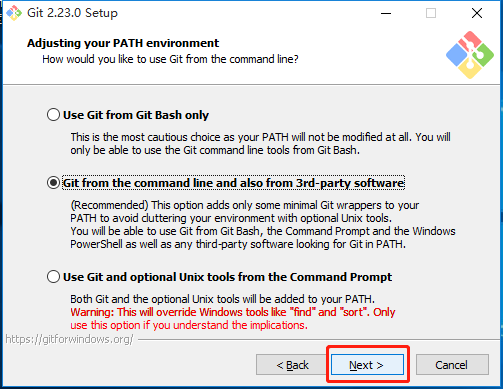 Git 2.23.0 Setup
Adjusting your PATH environment
How would you like to use Git from the command line?
Use Git from Git Bash only
This is the most cautious choice as your PATH will not be modified at all. You will
only be able to use the Git command line tools from Git Bash.
Git from the command line and also from 3rd-party software
(Recommended) This option adds only some minimal Git wrappers to your
PATH to avoid cluttering your environment with optional Unix tools.
You will be able to use Git from Git Bash, the Command Prompt and the Windows
PowerShell as well as any third-party software looking for Git in PATH.
Use Git and optional Unix tools from the Command Prompt
Both Git and the optional Unix tools will be added to your PATH.
Warning: This will override Windows tools like "find" and "sort". Only
use this option if you understand the implications.
https://gitforwindows.org/
< Back
Next >
Cancel